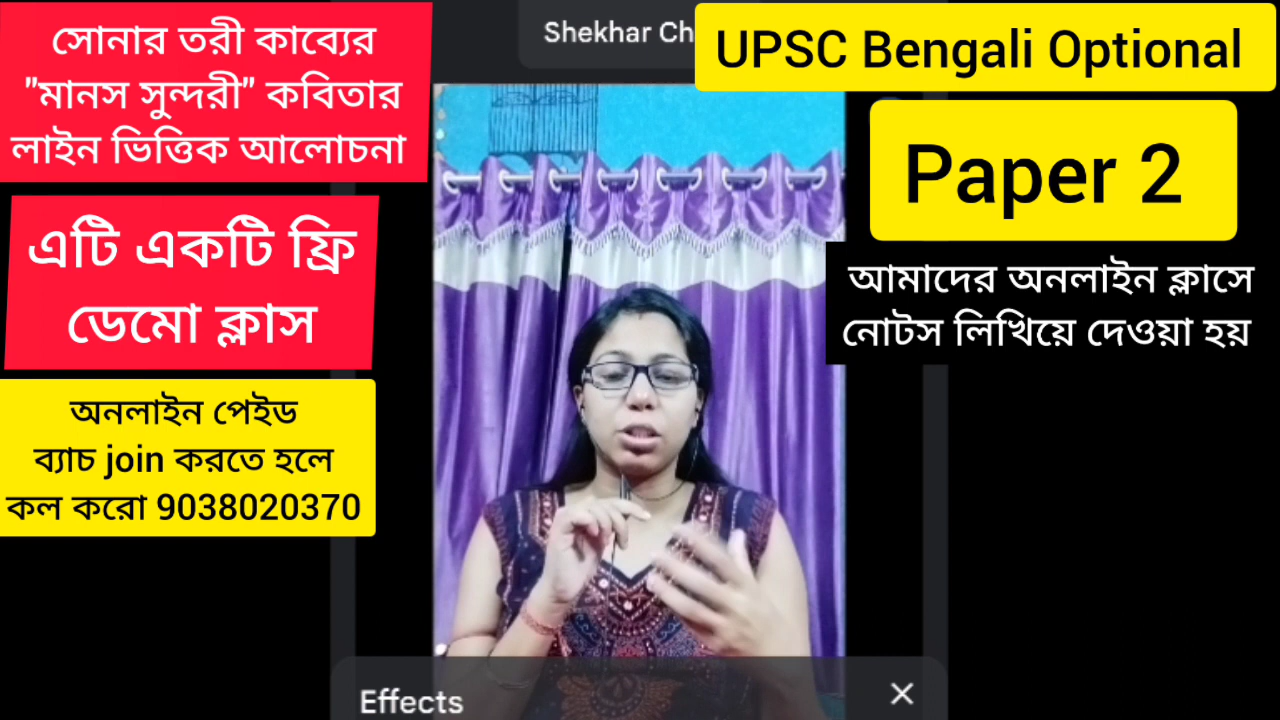 সোনার তরী কাব্যের
"মানস সুন্দরী" কবিতার
লাইন ভিত্তিক আলোচনা
এটি একটি ফ্রি
ডেমো ক্লাস
অনলাইন পেইড
ব্যাচ join করতে হলে
কল করো 9038020370
Shekhar Ch
UPSC Bengali Optional
Paper 2
আমাদের অনলাইন ক্লাসে
নোটস লিখিয়ে দেওয়া হয়
Effects